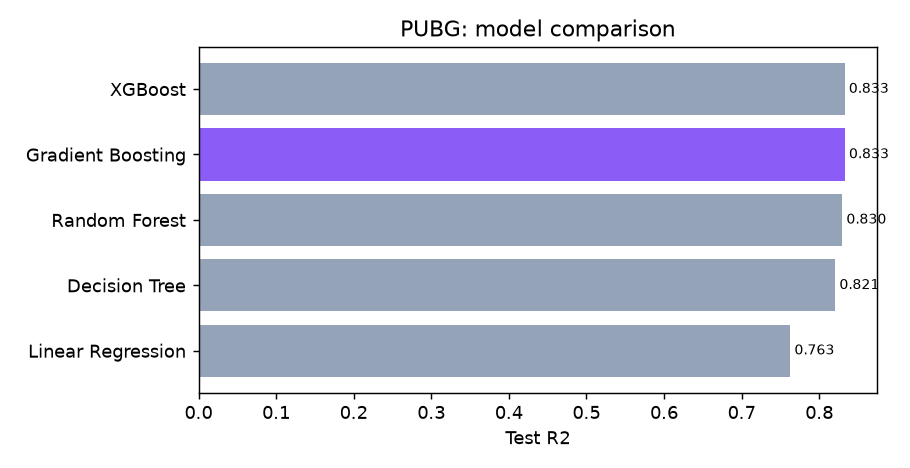 PUBG: model comparison
XGBoost 0.833
Gradient Boosting 0.833
Random Forest 0.830
Decision Tree 0.821
Linear Regression 0.763
0.0 0.1 0.2 0.3 0.4 0.5 0.6 0.7 0.8
Test R2